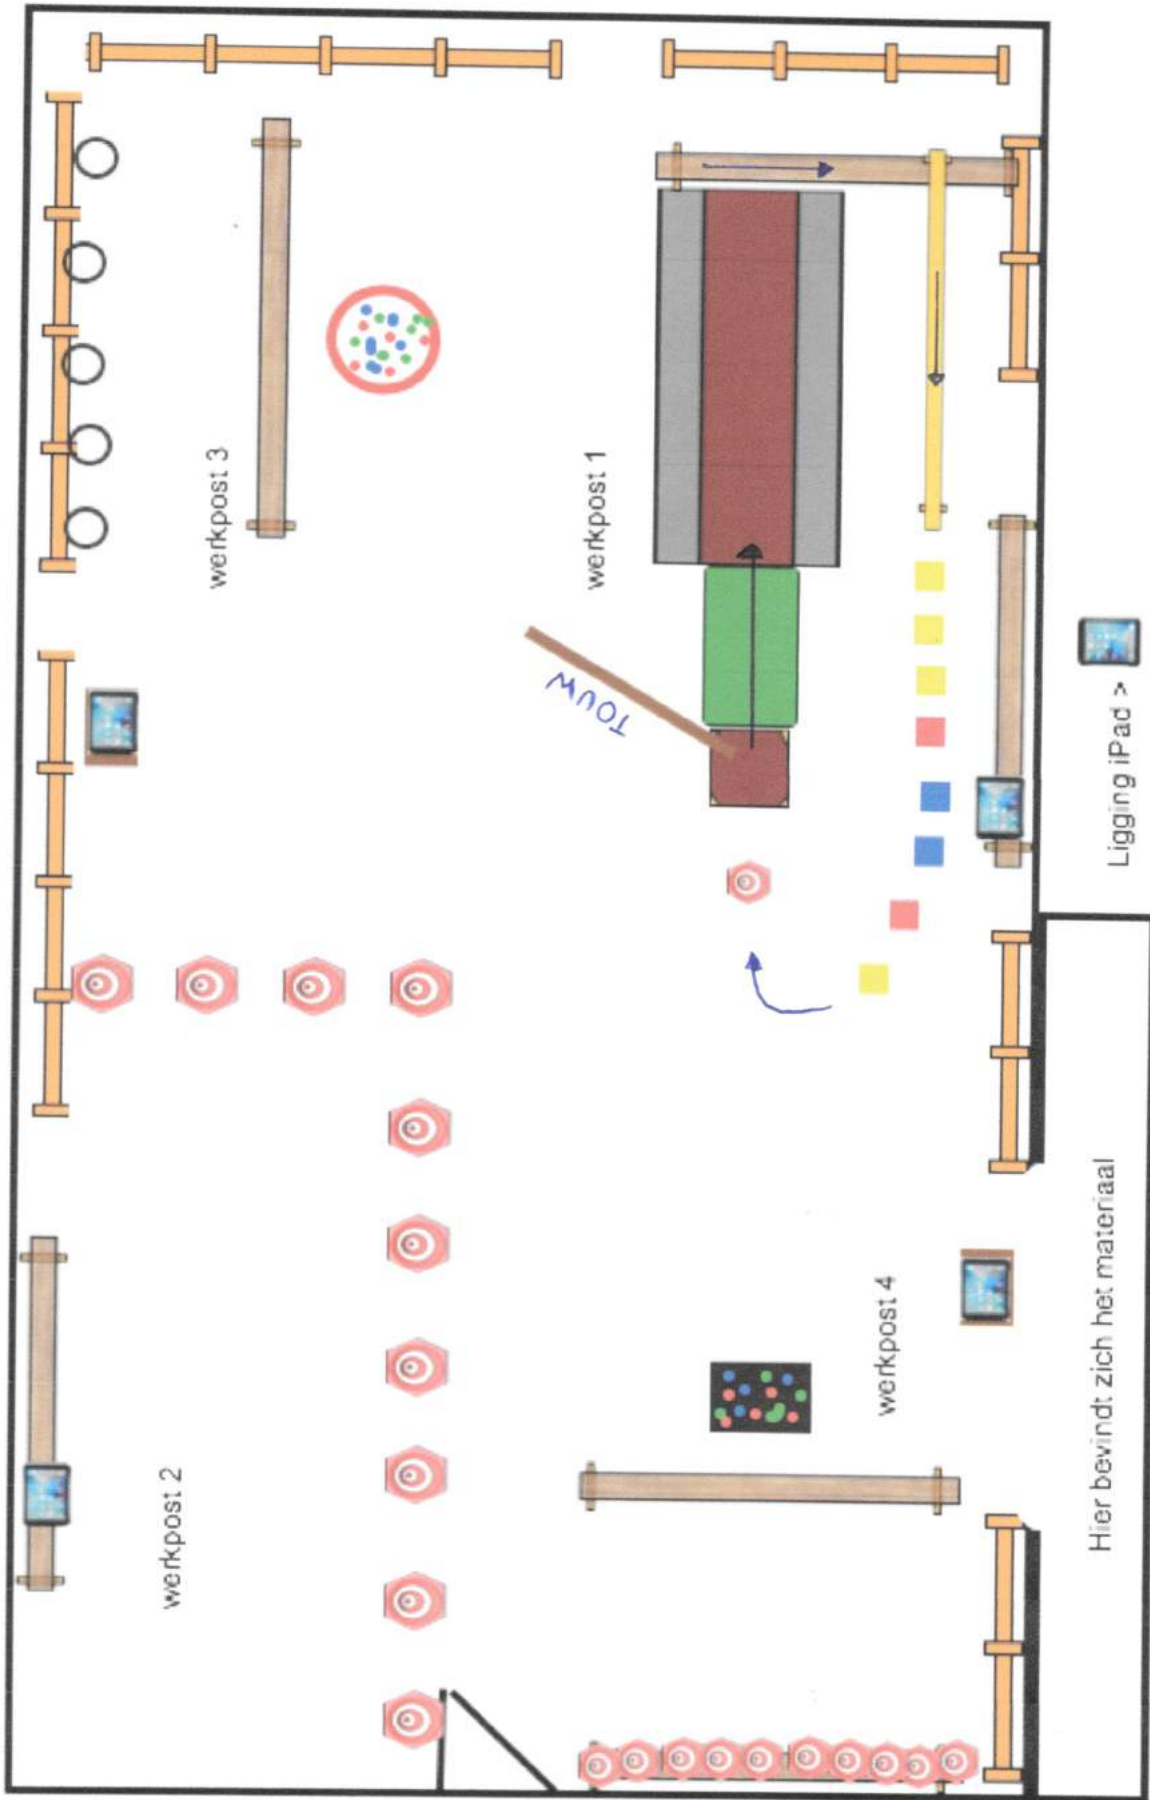 werkpost 3
werkpost 1
TOUW
werkpost 2
werkpost 4
Ligging iPad >
Hier bevindt zich het materiaal